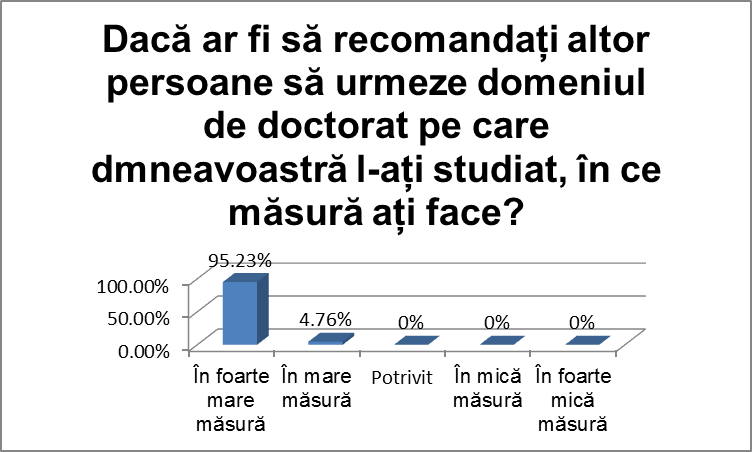 Dacă ar fi să recomandați altor
persoane să urmeze domeniul
de doctorat pe care
dmneavoastră l-ați studiat, în ce
măsură ați face?
95.23%
100.00%
4.76%
0%
0%
0%
50.00%
0.00%
În foarte
mare
măsură
În mare
măsură
Potrivit
În mică
măsură
În foarte
mică
măsură